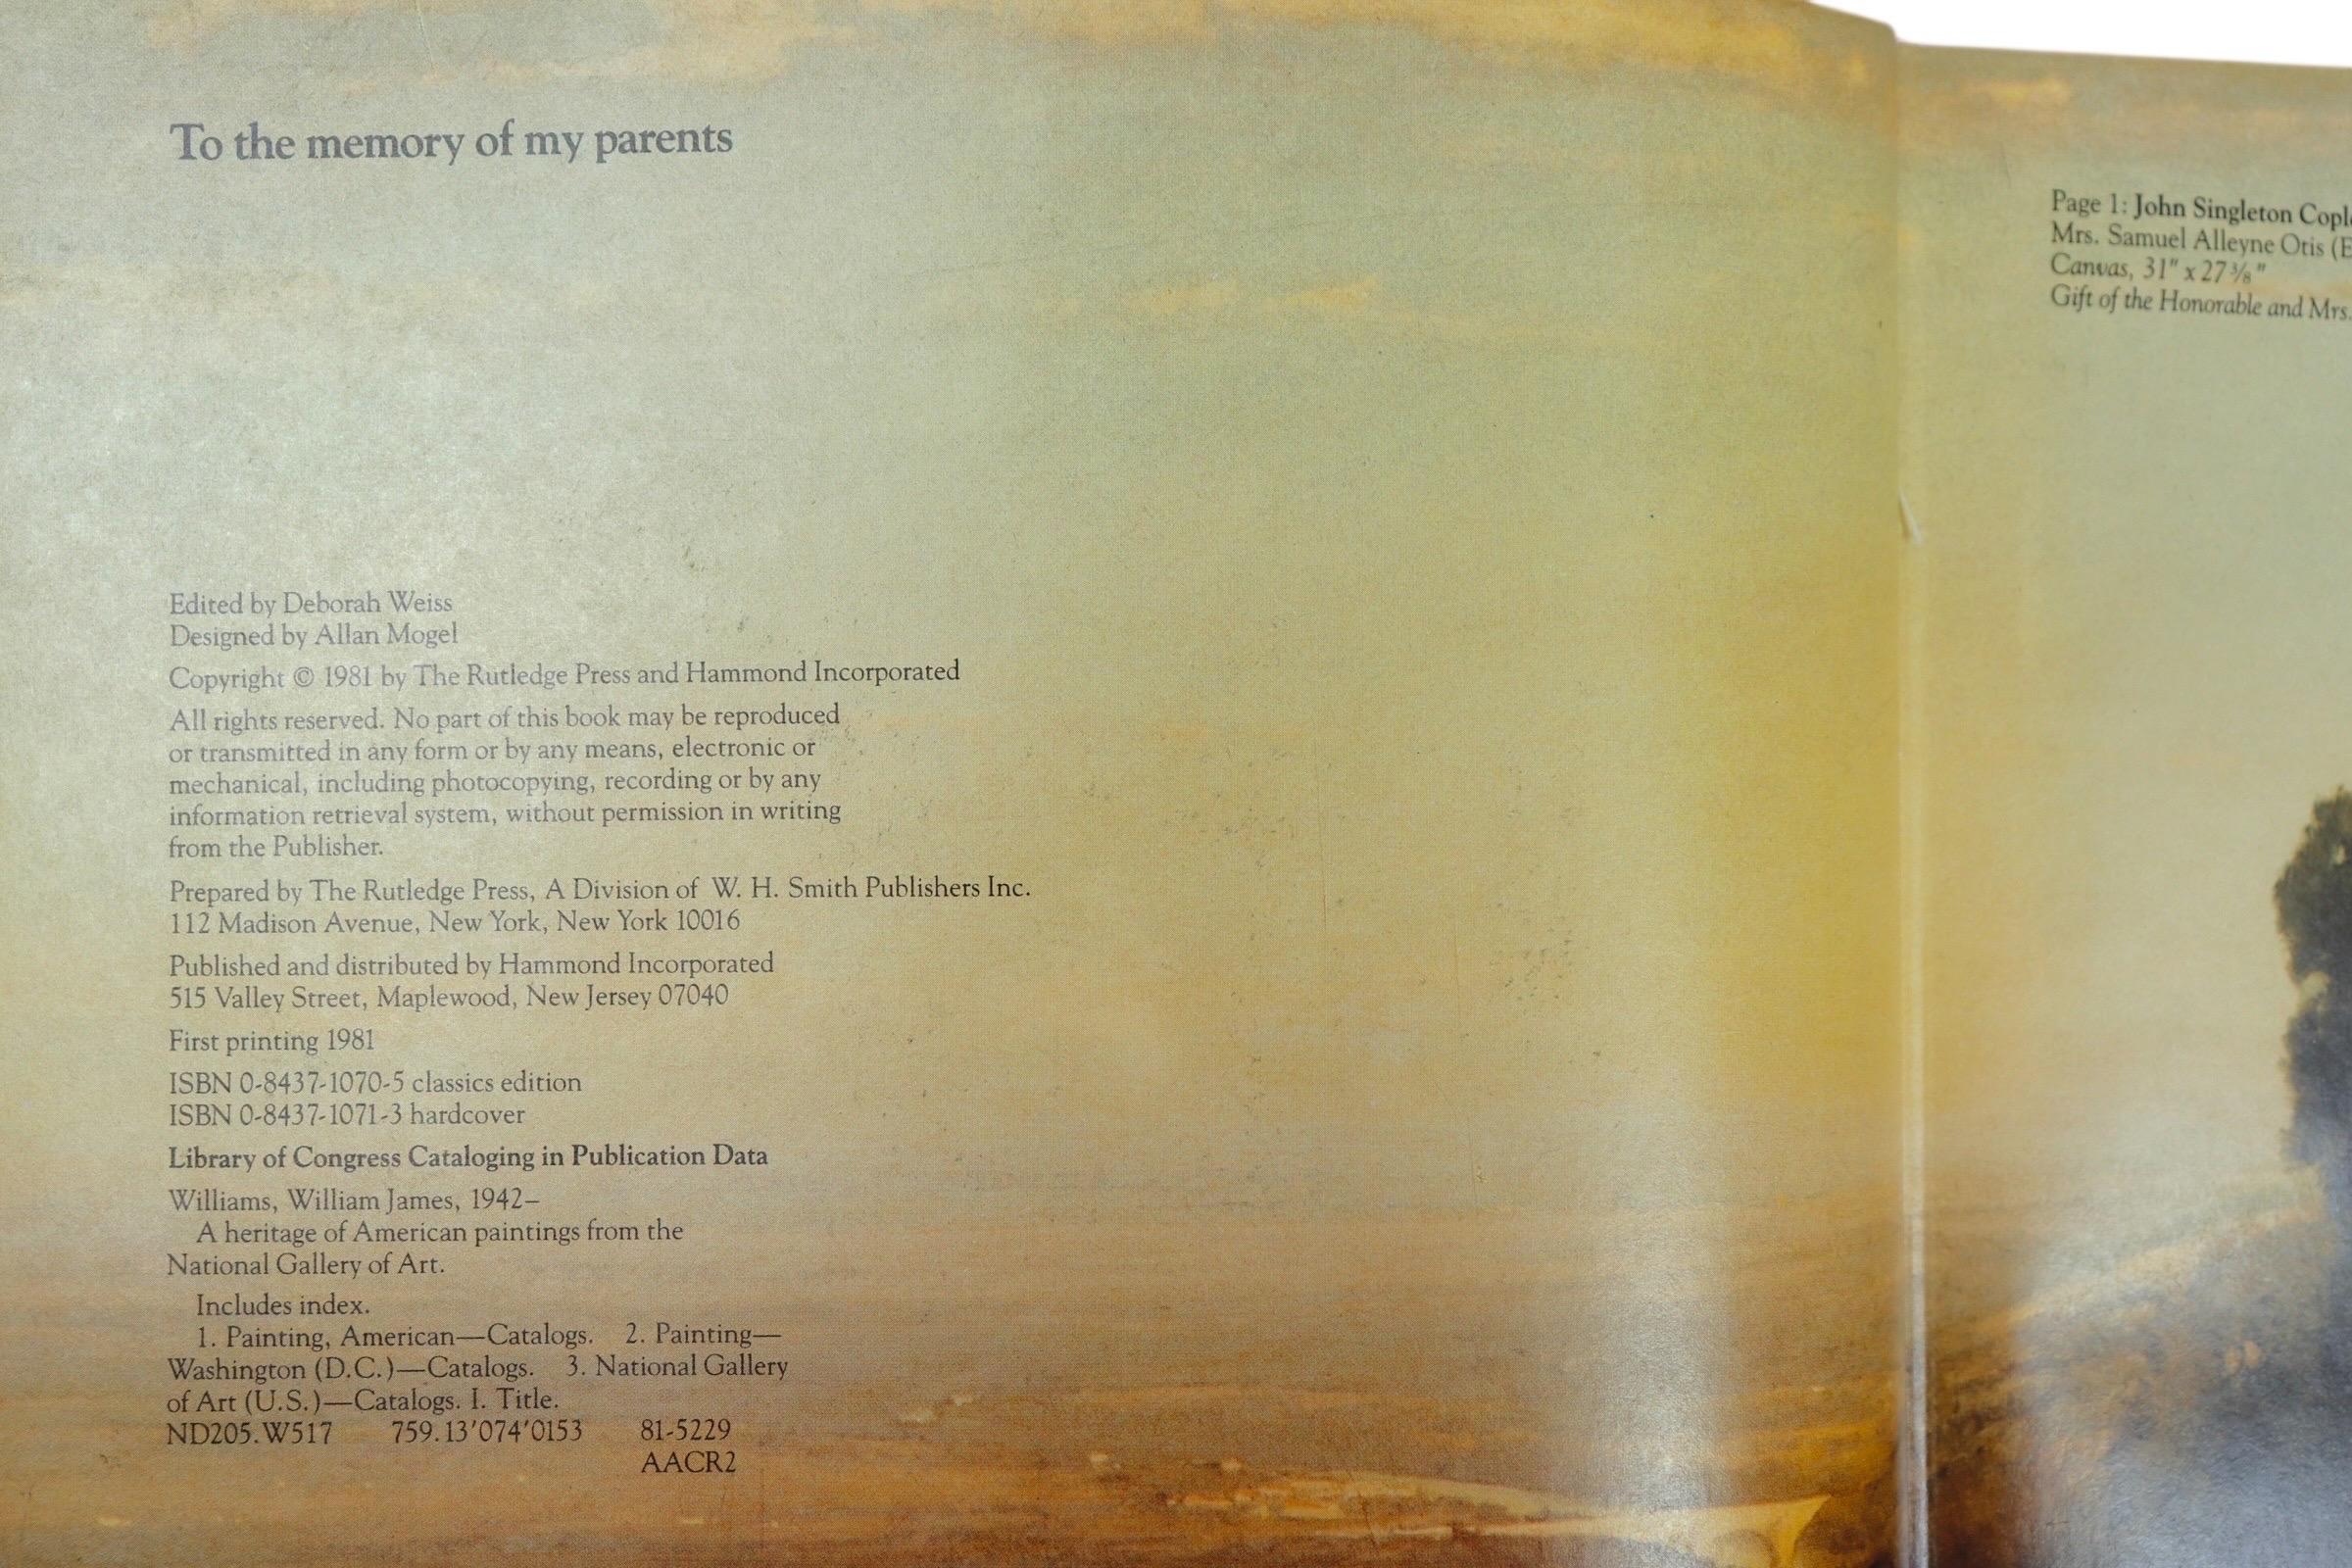 To the memory of my parents
Edited by Deborah Weiss
Designed by Allan Mogel
Copyright © 1981 by The Rutledge Press and Hammond Incorporated
All rights reserved. No part of this book may be reproduced
or transmitted in any form or by any means, electronic or
mechanical, including photocopying, recording or by any
information retrieval system, without permission in writing
from the Publisher.
Prepared by The Rutledge Press, A Division of W. H. Smith Publishers Inc.
112 Madison Avenue, New York, New York 10016
Published and distributed by Hammond Incorporated
515 Valley Street, Maplewood, New Jersey 07040
First printing 1981
ISBN 0-8437-1070-5 classics edition
ISBN 0-8437-1071-3 hardcover
Library of Congress Cataloging in Publication Data
Williams, William James, 1942–
A heritage of American paintings from the
National Gallery of Art.
Includes index.
1. Painting, American—Catalogs. 2. Painting—
Washington (D.C.)—Catalogs. 3. National Gallery
of Art (U.S.)—Catalogs. I. Title.
ND205.W517 759.13′074′0153 81-5229
AACR2
Page 1: John Singleton
Mrs. Samuel Alleyne Otis
Canvas, 31" x 27⅜"
Gift of the Honorable and Mrs.